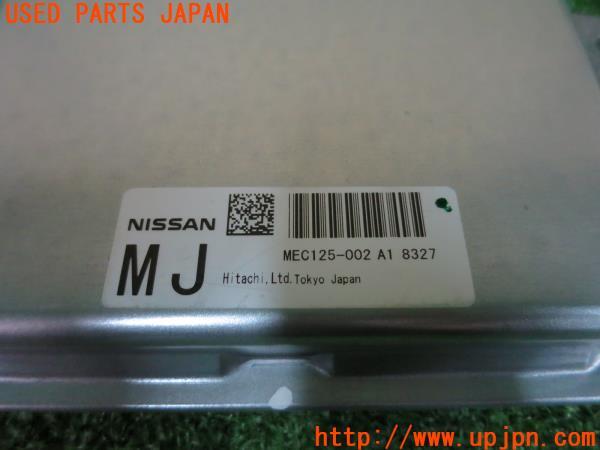 USED PARTS JAPAN
NISSAN
MEC125-002 A1 8327
MJ
Hitachi,Ltd.Tokyo Japan
http://www.upjpn.com